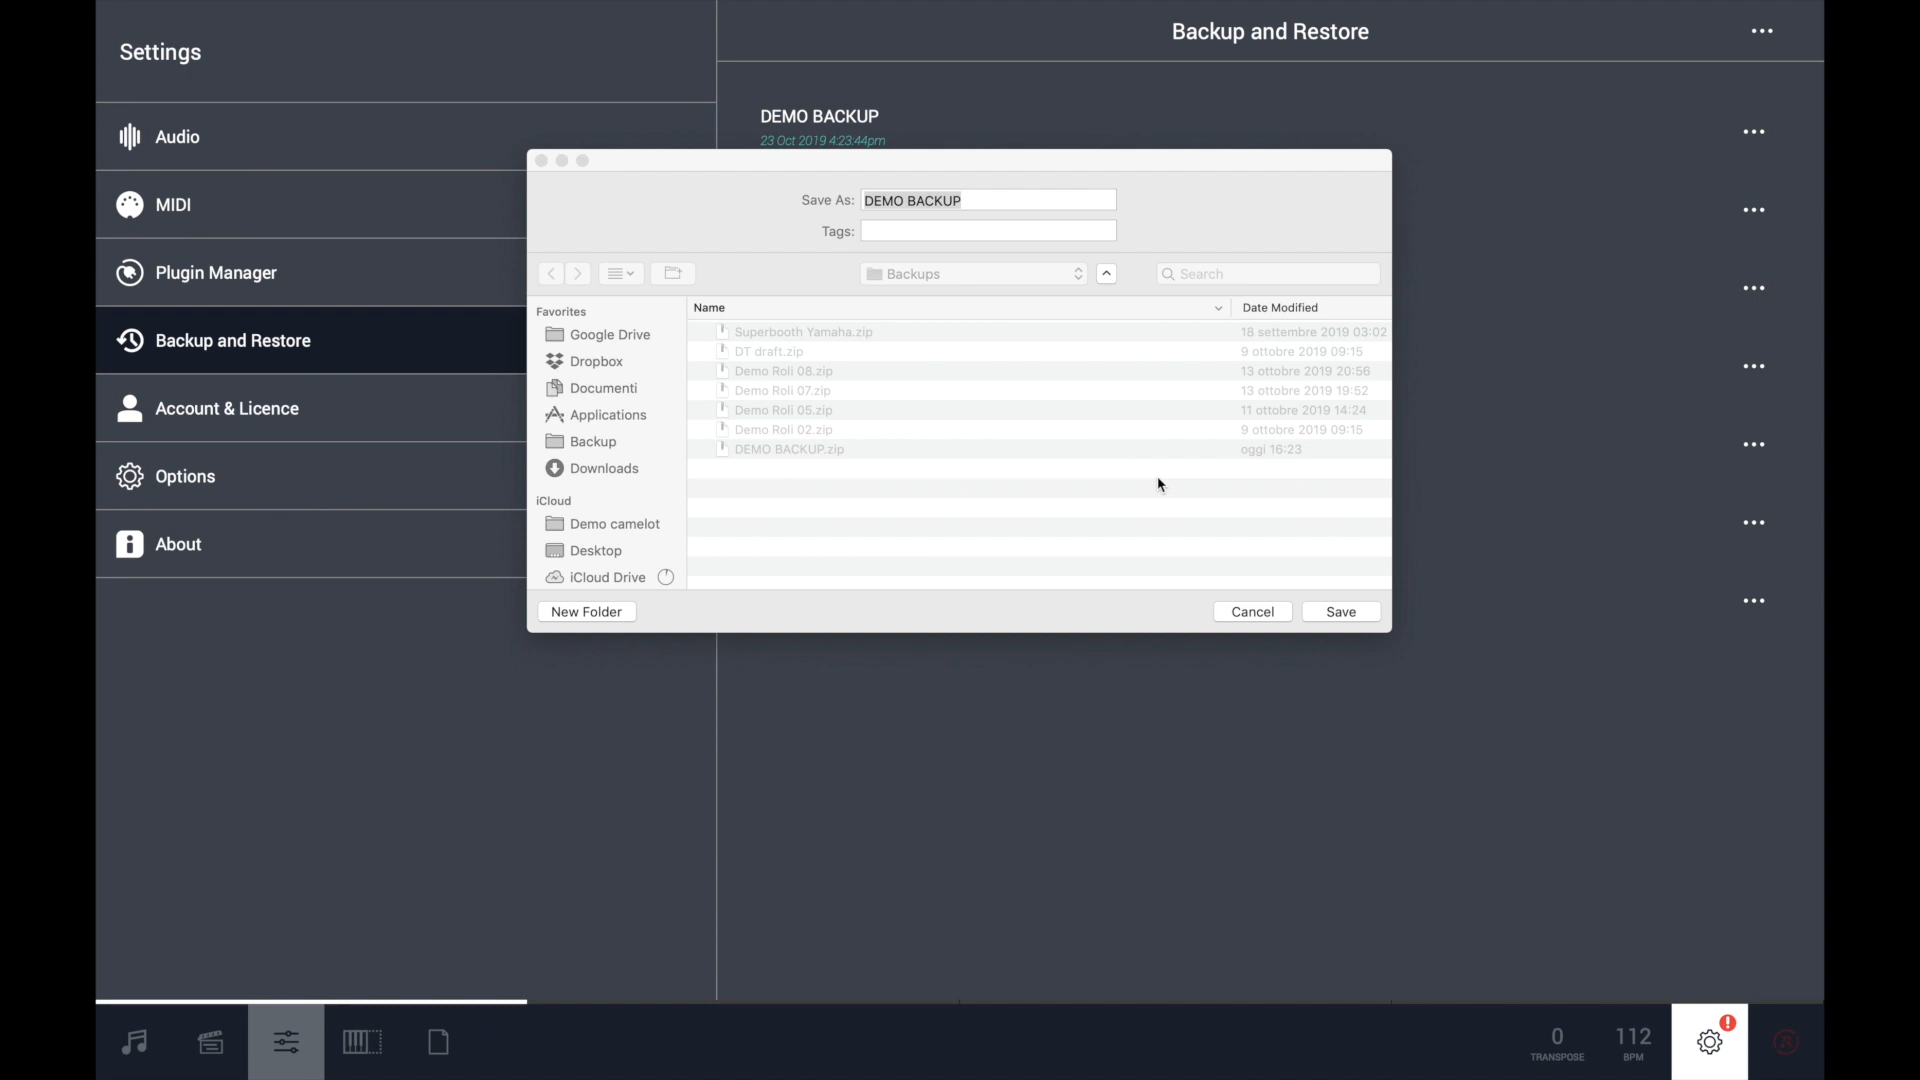 Settings
Backup and Restore
Audio
MIDI
Plugin Manager
Backup and Restore
Account & Licence
Options
About
DEMO BACKUP
23 Oct 2019 4:23:44pm
Save As: DEMO BACKUP
Tags:
Backups
Search
Favorites
Google Drive
Dropbox
Documenti
Applications
Backup
Downloads
iCloud
Demo camelot
Desktop
iCloud Drive
Name Date Modified
Superbooth Yamaha.zip 18 settembre 2019 03:02
DT draft.zip 9 ottobre 2019 09:15
Demo Roli 08.zip 13 ottobre 2019 20:56
Demo Roli 07.zip 13 ottobre 2019 19:52
Demo Roli 05.zip 11 ottobre 2019 14:24
Demo Roli 02.zip 9 ottobre 2019 09:15
DEMO BACKUP.zip oggi 16:23
New Folder Cancel Save
0 112
TRANSPOSE BPM